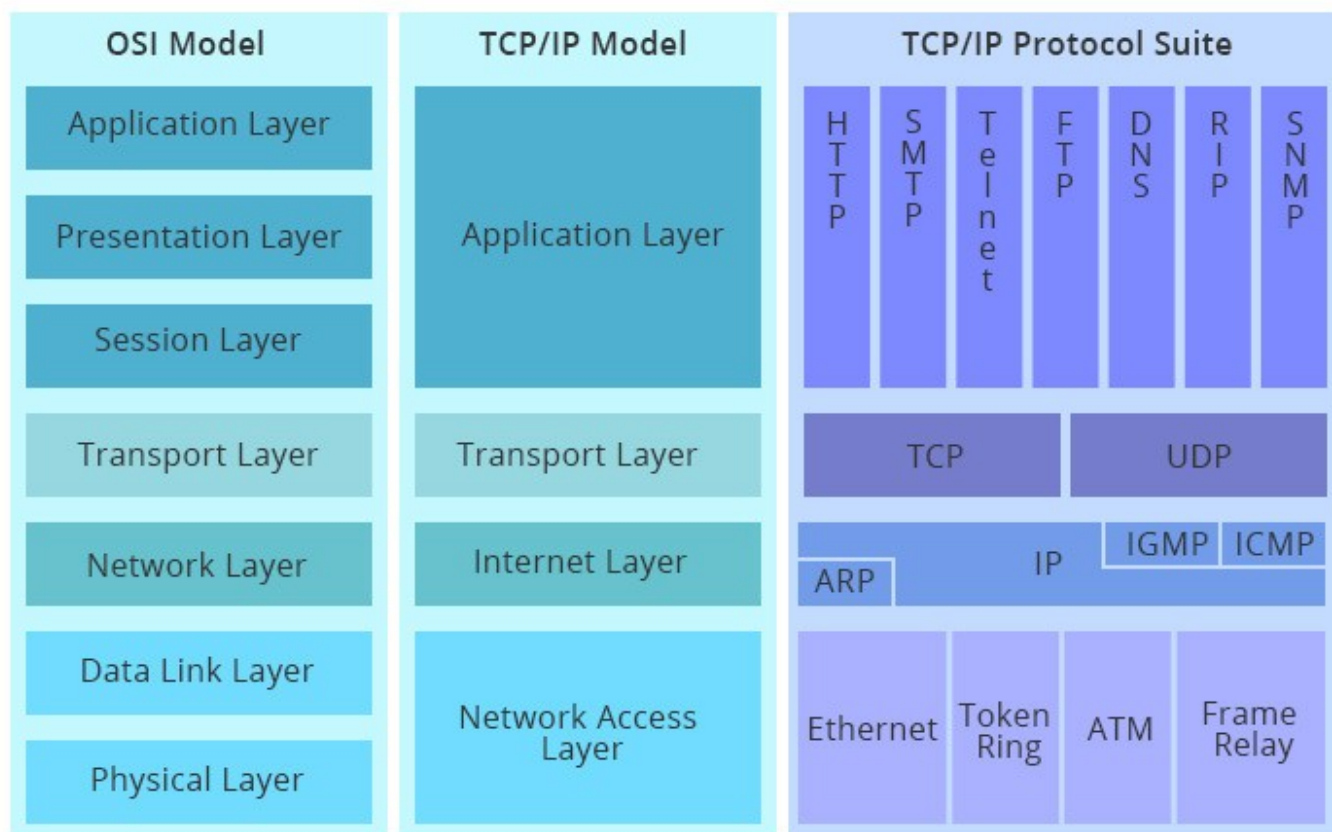 OSI Model
Application Layer
Presentation Layer
Session Layer
Transport Layer
Network Layer
Data Link Layer
Physical Layer
TCP/IP Model
Application Layer
Transport Layer
Internet Layer
Network Access
Layer
TCP/IP Protocol Suite
HTTP
SMTP
Telnet
FTP
DNS
RIP
SNMP
TCP
UDP
ARP
IP
IGMP
ICMP
Ethernet
Token
Ring
ATM
Frame
Relay